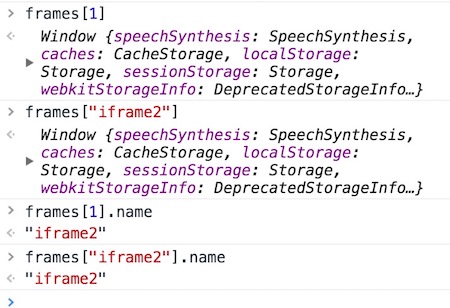 frames[1]
Window {speechSynthesis: SpeechSynthesis,
caches: CacheStorage, localStorage:
Storage, sessionStorage: Storage,
webkitStorageInfo: DeprecatedStorageInfo…}
frames["iframe2"]
Window {speechSynthesis: SpeechSynthesis,
caches: CacheStorage, localStorage:
Storage, sessionStorage: Storage,
webkitStorageInfo: DeprecatedStorageInfo…}
frames[1].name
"iframe2"
frames["iframe2"].name
"iframe2"